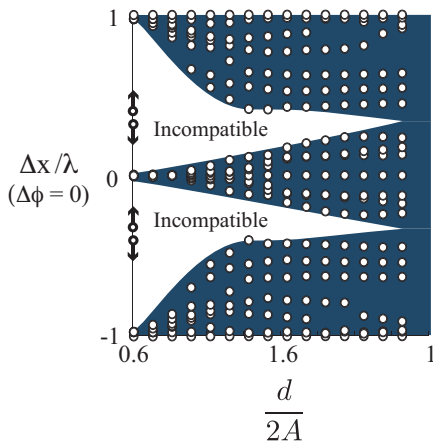 1
Incompatible
Δx/λ
(Δϕ = 0)
0
Incompatible
-1
0.6
1.6
1
d
2A